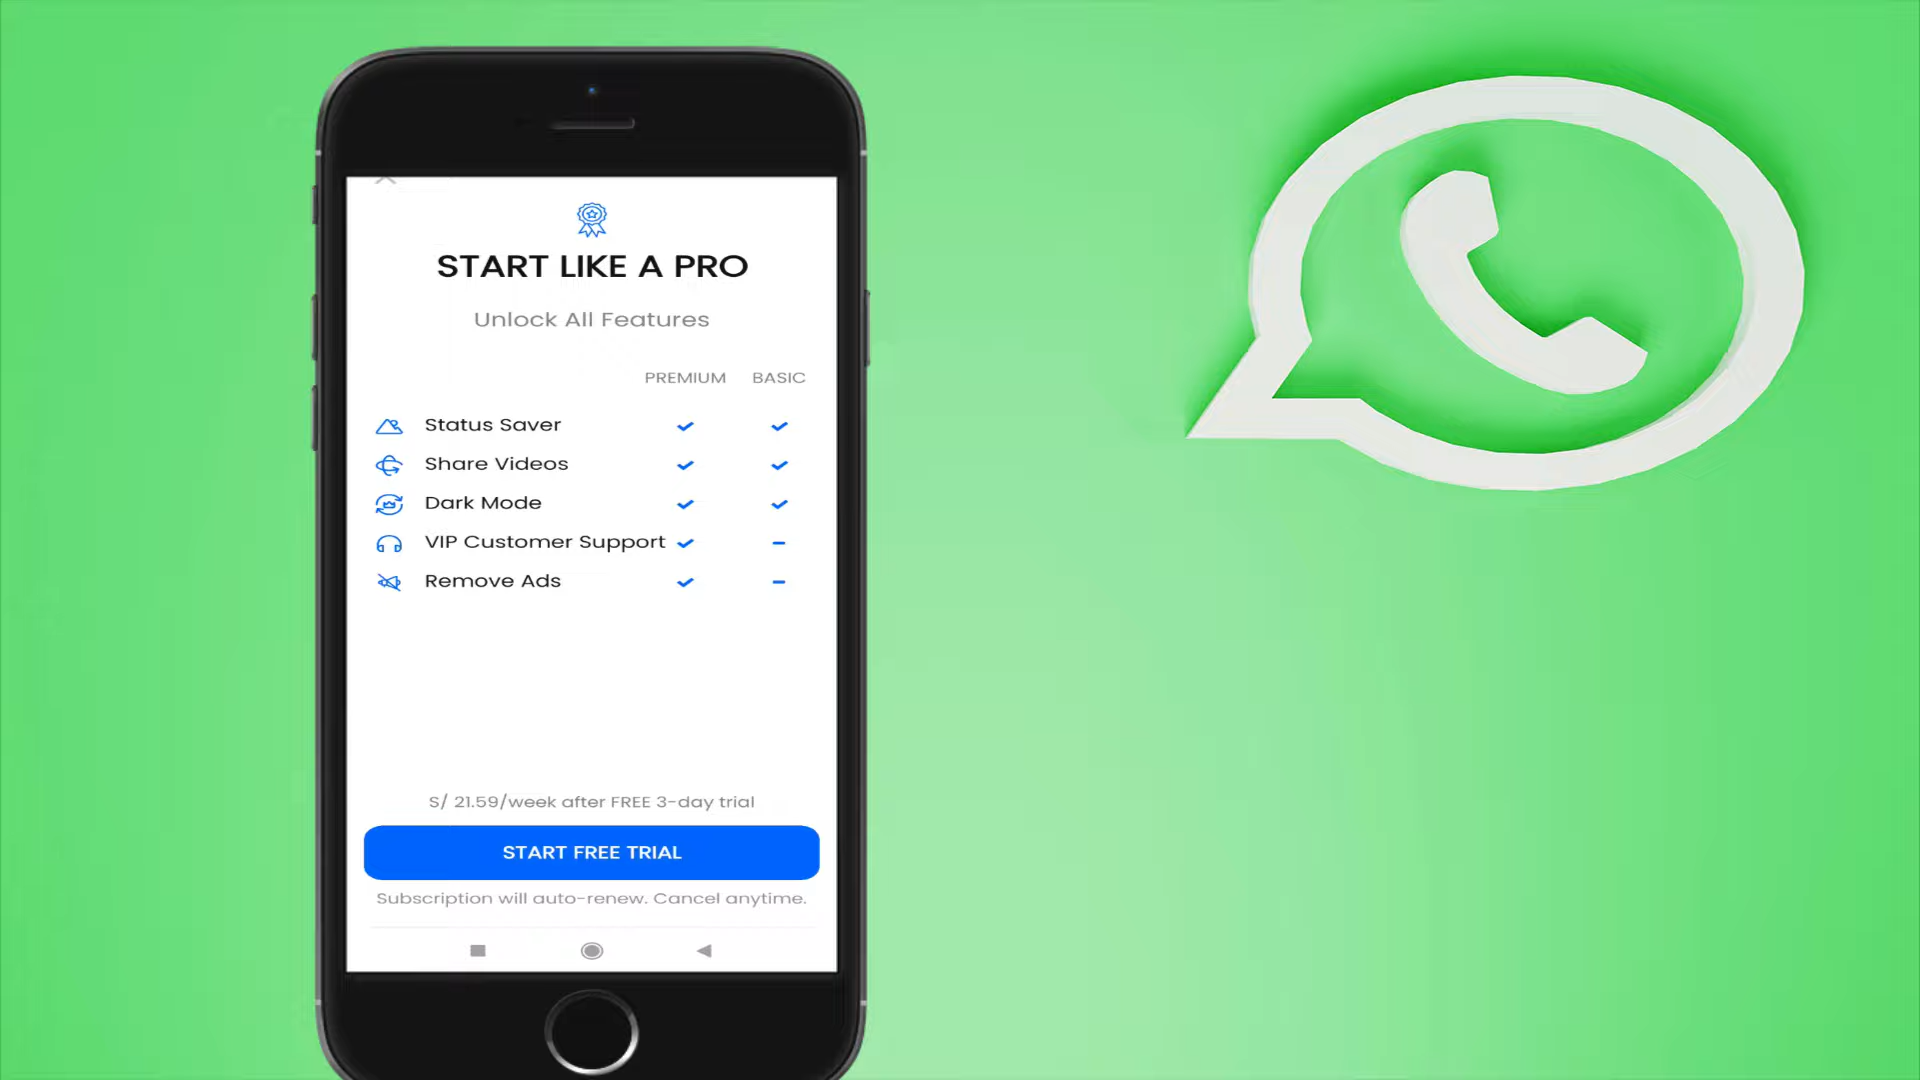 START LIKE A PRO
Unlock All Features
PREMIUM BASIC
Status Saver
Share Videos
Dark Mode
VIP Customer Support
Remove Ads
S/ 21.59/week after FREE 3-day trial
START FREE TRIAL
Subscription will auto-renew. Cancel anytime.